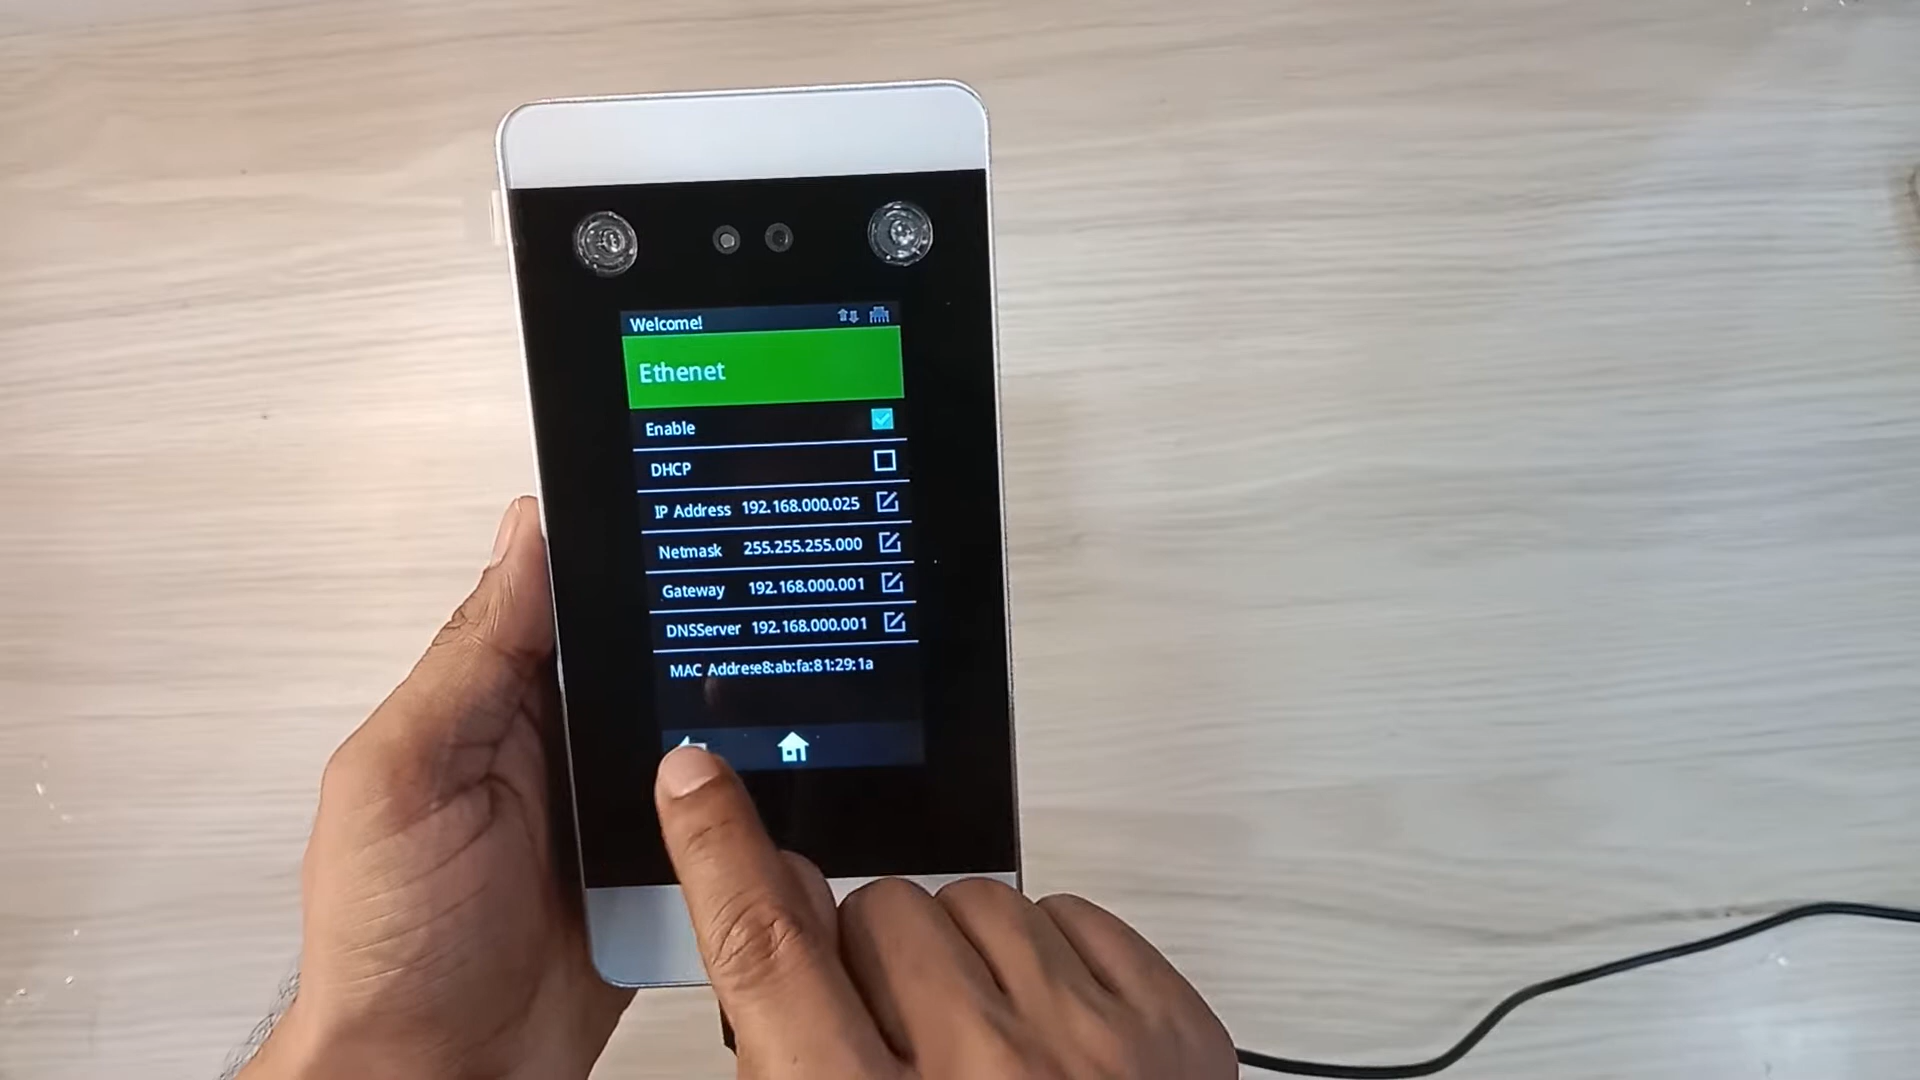 Welcome!
Ethenet
Enable
DHCP
IP Address 192.168.000.025
Netmask 255.255.255.000
Gateway 192.168.000.001
DNSServer 192.168.000.001
MAC Addres e8:ab:fa:81:29:1a